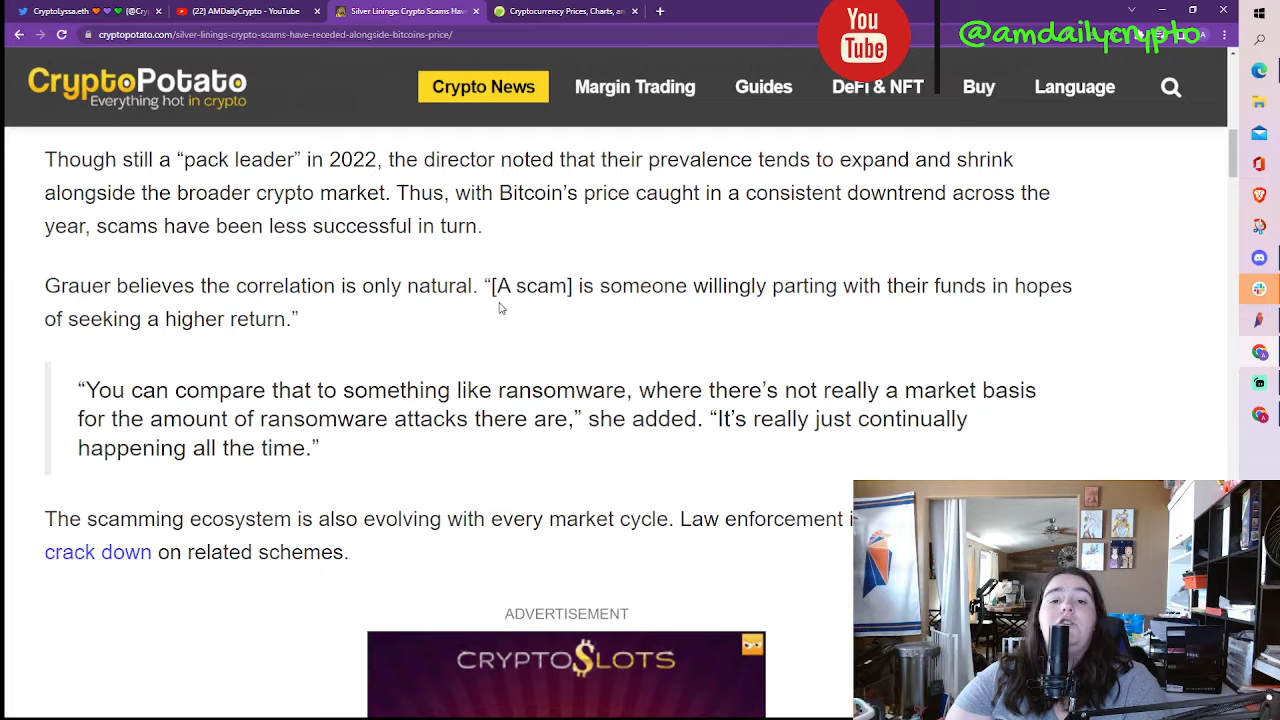 CryptoLyssa.eth
(@Cry
(22) AMDailyCrypto - YouTube
Silver Linings: Crypto Scams Have
Cryptocurrency Prices, Charts, an
cryptopotato.com/silver-linings-crypto-scams-have-receded-alongside-bitcoins-price/
You
Tube
@amdailycrypto
CryptoPotato
Everything hot in crypto
Crypto News
Margin Trading
Guides
DeFi & NFT
Buy
Language
Though still a “pack leader” in 2022, the director noted that their prevalence tends to expand and shrink
alongside the broader crypto market. Thus, with Bitcoin’s price caught in a consistent downtrend across the
year, scams have been less successful in turn.
Grauer believes the correlation is only natural. “[A scam] is someone willingly parting with their funds in hopes
of seeking a higher return.”
“You can compare that to something like ransomware, where there’s not really a market basis
for the amount of ransomware attacks there are,” she added. “It’s really just continually
happening all the time.”
The scamming ecosystem is also evolving with every market cycle. Law enforcement i
crack down on related schemes.
ADVERTISEMENT
CRYPTOSLOTS